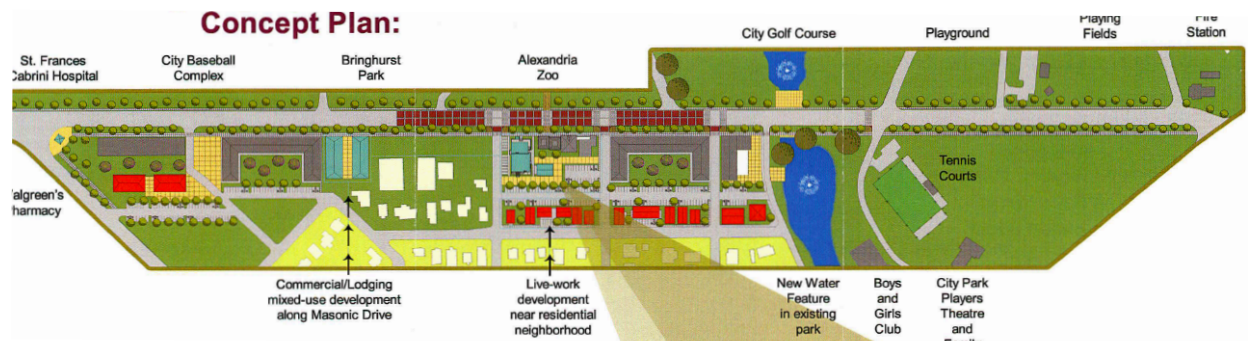 Concept Plan:
St. Frances
Cabrini Hospital
City Baseball
Complex
Bringhurst
Park
Alexandria
Zoo
City Golf Course
Playground
Playing
Fields
Fire
Station
Walgreen's
Pharmacy
Tennis
Courts
Commercial/Lodging
mixed-use development
along Masonic Drive
Live-work
development
near residential
neighborhood
New Water
Feature
in existing
park
Boys
and
Girls
Club
City Park
Players
Theatre
and